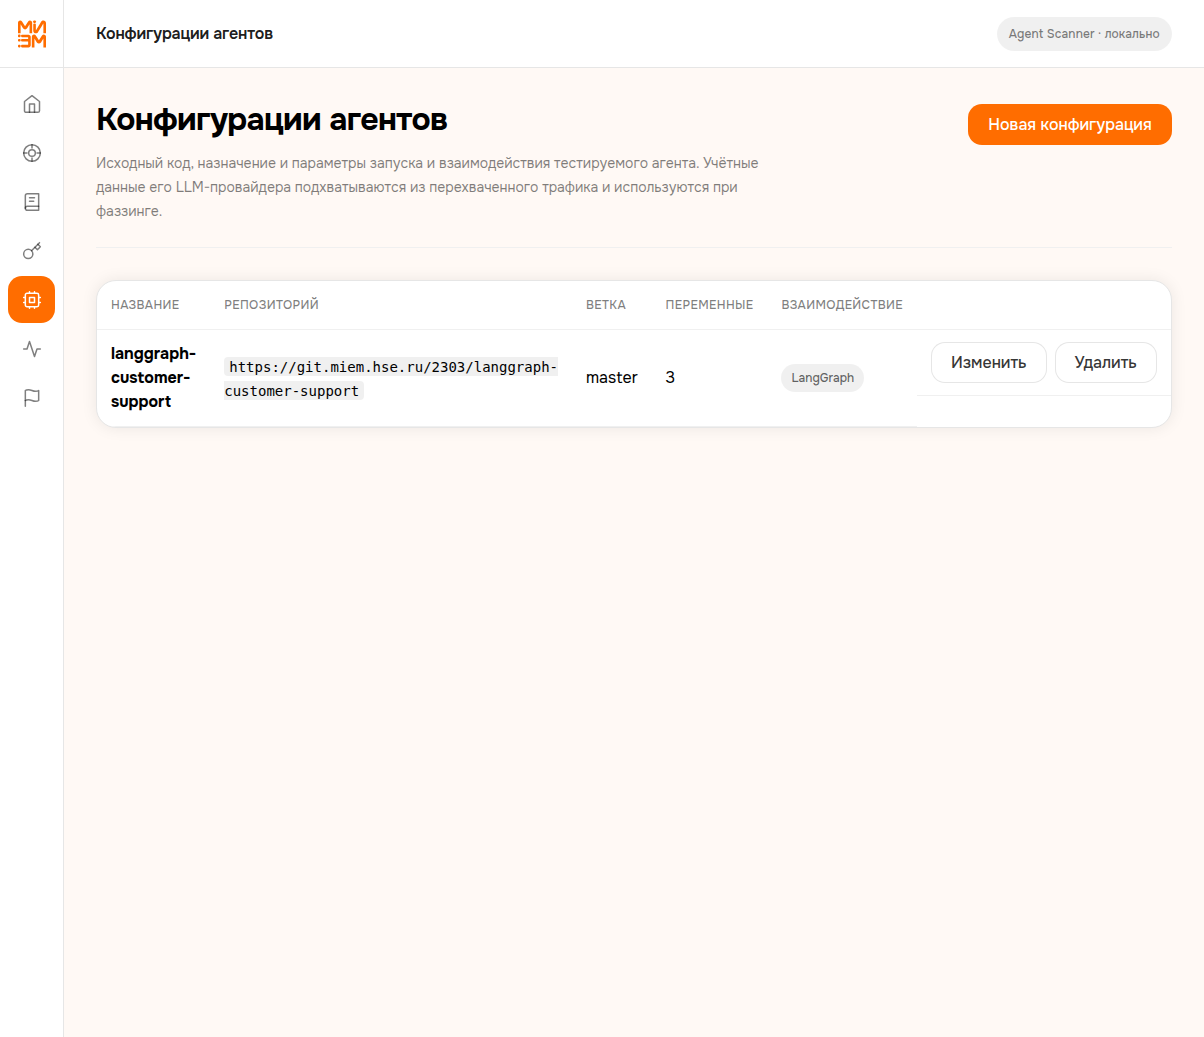 МИЭМ
Конфигурации агентов
Agent Scanner · локально
Конфигурации агентов
Новая конфигурация
Исходный код, назначение и параметры запуска и взаимодействия тестируемого агента. Учётные
данные его LLM-провайдера подхватываются из перехваченного трафика и используются при
фаззинге.
НАЗВАНИЕ РЕПОЗИТОРИЙ ВЕТКА ПЕРЕМЕННЫЕ ВЗАИМОДЕЙСТВИЕ
langgraph-
customer-
support
https://git.miem.hse.ru/2303/langgraph-
customer-support
master
3
LangGraph
Изменить
Удалить